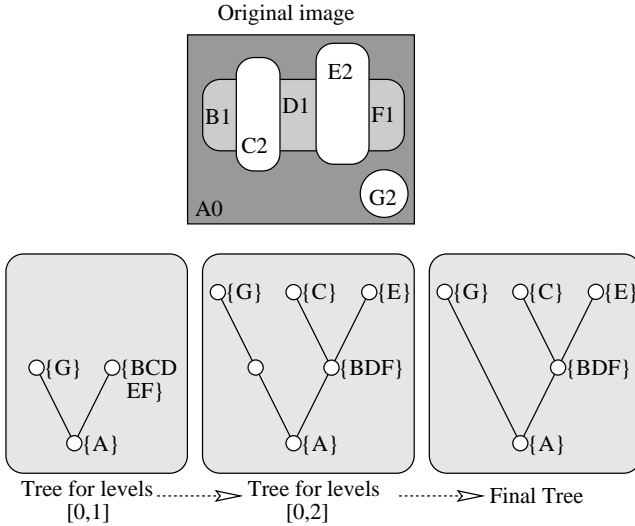 Original image
E2
B1
D1
F1
C2
G2
A0
{G}
{BCD
EF}
{A}
{G}
{C}
{E}
{BDF}
{A}
{G}
{C}
{E}
{BDF}
{A}
Tree for levels
[0,1]
Tree for levels
[0,2]
Final Tree